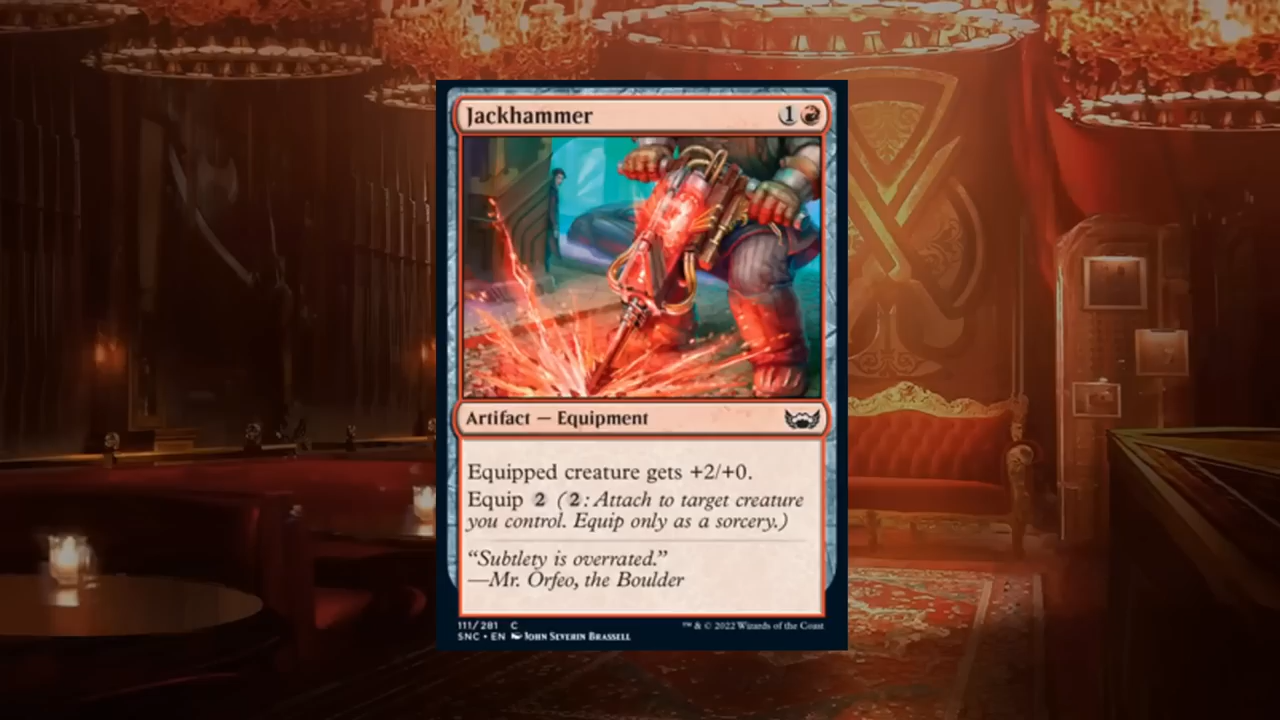 Jackhammer 1
Artifact — Equipment
Equipped creature gets +2/+0.
Equip 2 (2: Attach to target creature
you control. Equip only as a sorcery.)
“Subtlety is overrated.”
—Mr. Orfeo, the Boulder
111/281 C ™ & © 2022 Wizards of the Coast
SNC • EN John Severin Brassell